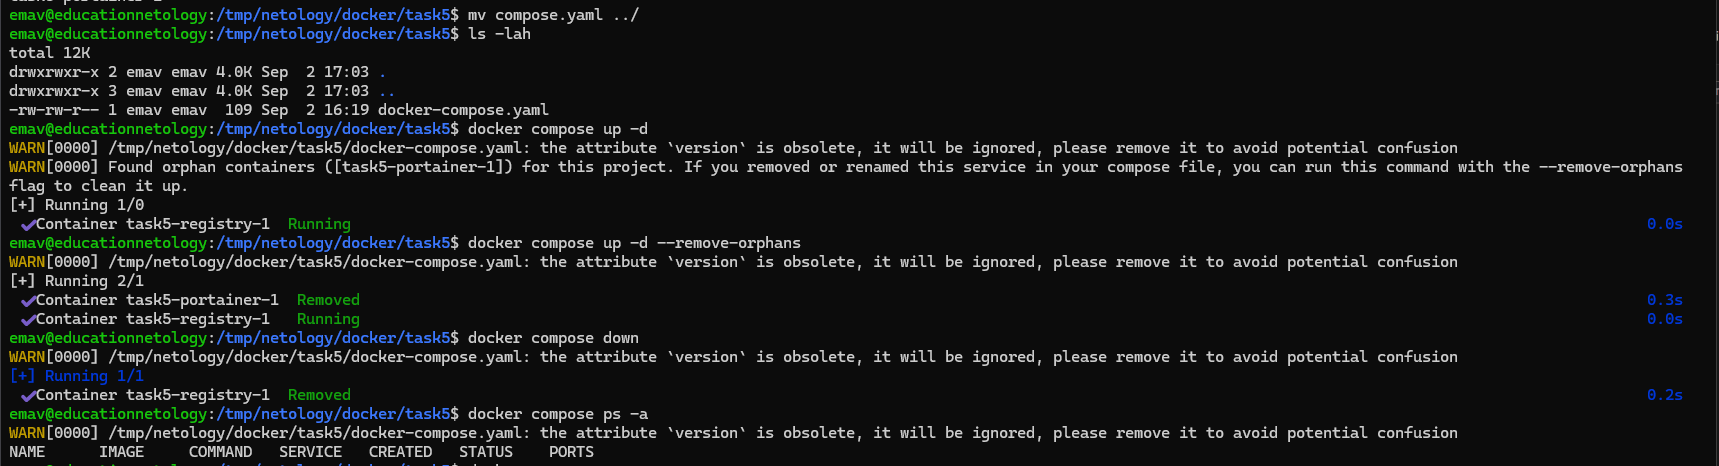 emav@educationnetology:/tmp/netology/docker/task5$ mv compose.yaml ../
emav@educationnetology:/tmp/netology/docker/task5$ ls -lah
total 12K
drwxrwxr-x 2 emav emav 4.0K Sep  2 17:03 .
drwxrwxr-x 3 emav emav 4.0K Sep  2 17:03 ..
-rw-rw-r-- 1 emav emav  109 Sep  2 16:19 docker-compose.yaml
emav@educationnetology:/tmp/netology/docker/task5$ docker compose up -d
WARN[0000] /tmp/netology/docker/task5/docker-compose.yaml: the attribute `version` is obsolete, it will be ignored, please remove it to avoid potential confusion
WARN[0000] Found orphan containers ([task5-portainer-1]) for this project. If you removed or renamed this service in your compose file, you can run this command with the --remove-orphans
flag to clean it up.
[+] Running 1/0
✔Container task5-registry-1  Running 0.0s
emav@educationnetology:/tmp/netology/docker/task5$ docker compose up -d --remove-orphans
WARN[0000] /tmp/netology/docker/task5/docker-compose.yaml: the attribute `version` is obsolete, it will be ignored, please remove it to avoid potential confusion
[+] Running 2/1
✔Container task5-portainer-1  Removed 0.3s
✔Container task5-registry-1   Running 0.0s
emav@educationnetology:/tmp/netology/docker/task5$ docker compose down
WARN[0000] /tmp/netology/docker/task5/docker-compose.yaml: the attribute `version` is obsolete, it will be ignored, please remove it to avoid potential confusion
[+] Running 1/1
✔Container task5-registry-1  Removed 0.2s
emav@educationnetology:/tmp/netology/docker/task5$ docker compose ps -a
WARN[0000] /tmp/netology/docker/task5/docker-compose.yaml: the attribute `version` is obsolete, it will be ignored, please remove it to avoid potential confusion
NAME      IMAGE     COMMAND   SERVICE   CREATED   STATUS    PORTS